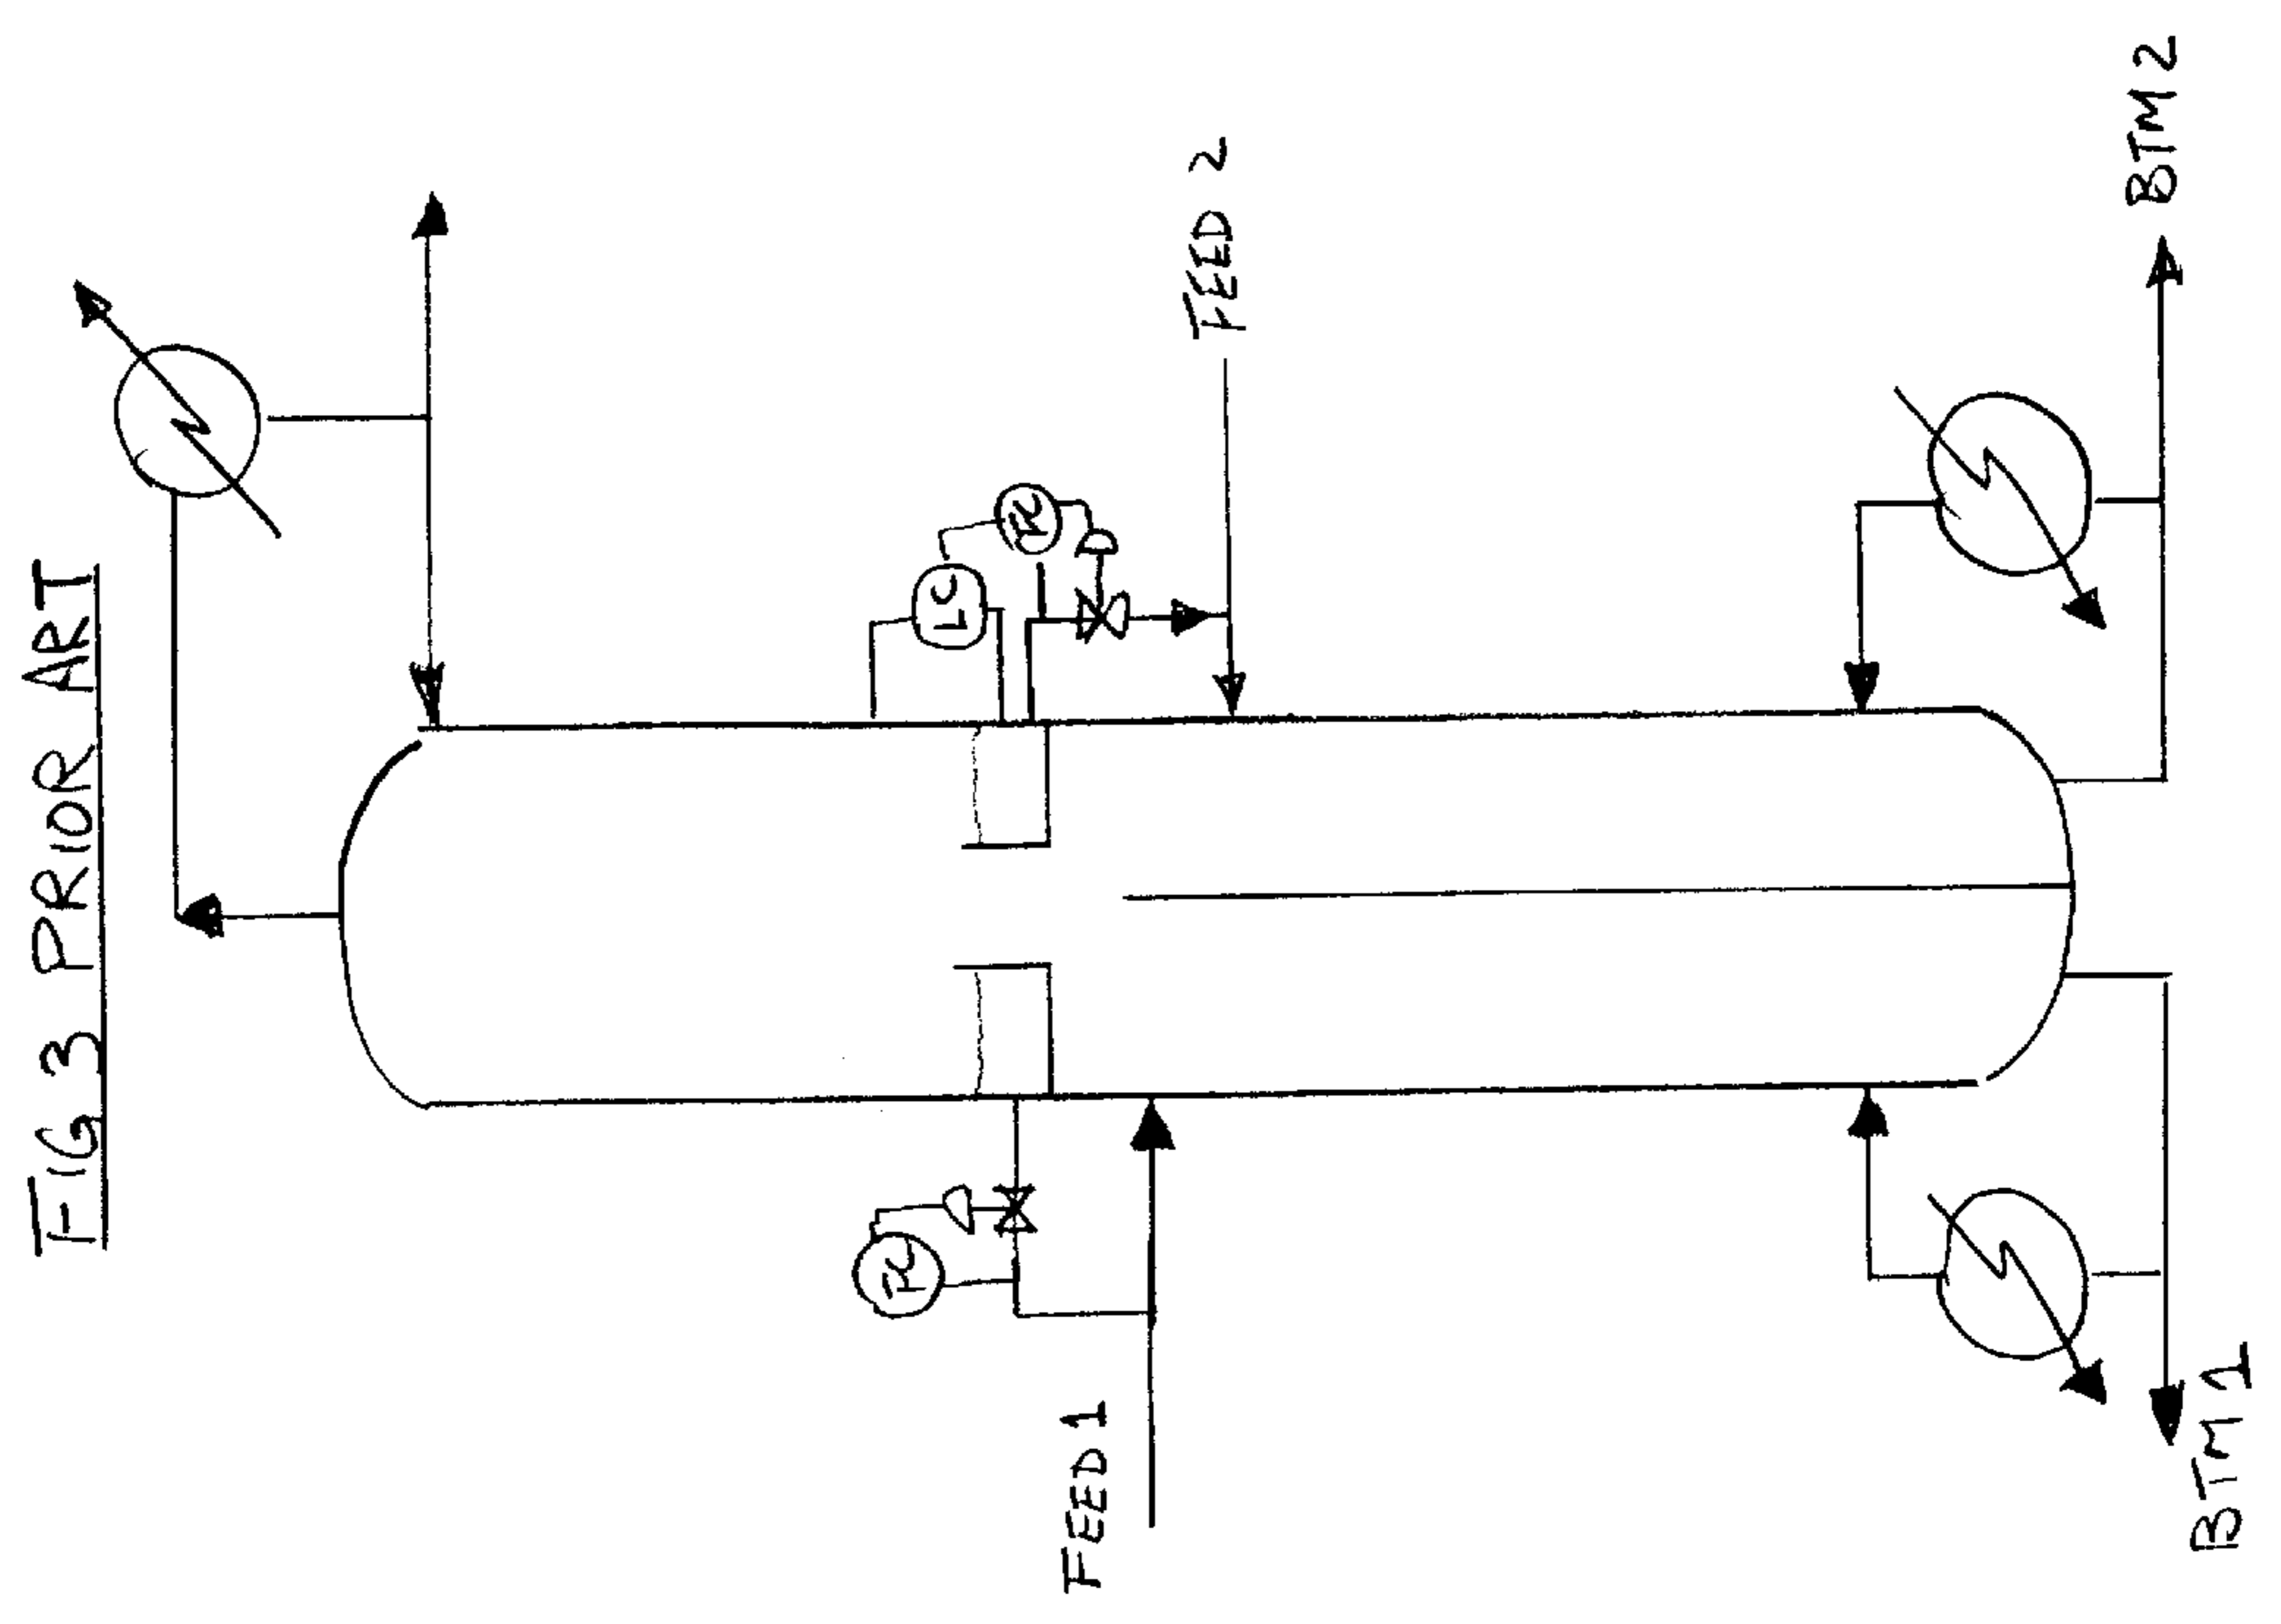 FIG 3 PRIOR ART
LC
FC
FEED 2
FC
FEED 1
BTM 2
BTM 1